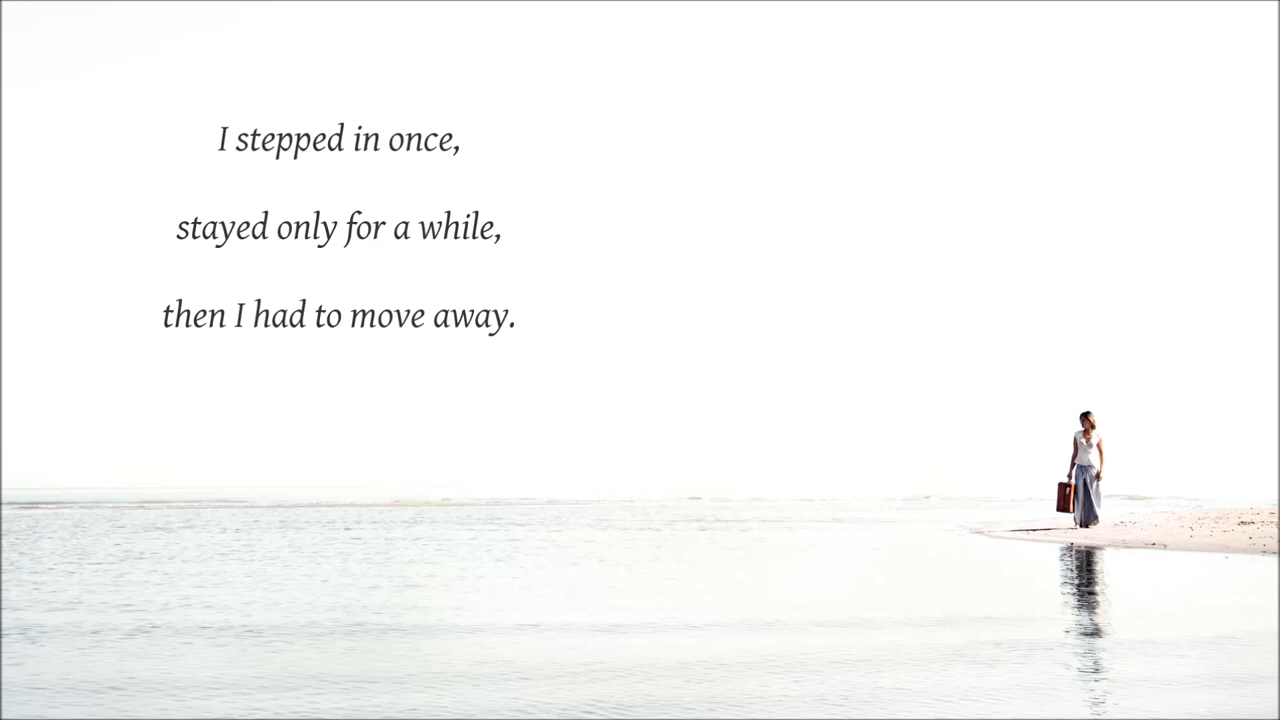 I stepped in once,
stayed only for a while,
then I had to move away.